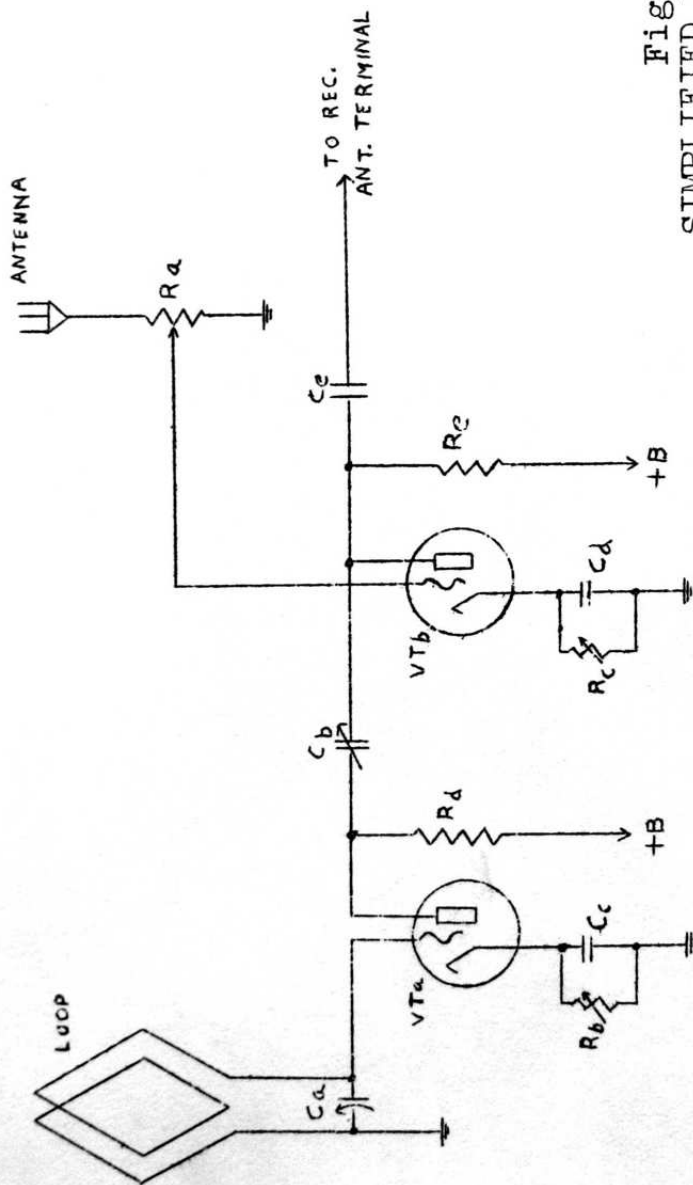 ANTENNA
LOOP
Ra
TO REC.
ANT. TERMINAL
Ca
Cb
Ce
VTa
Rd
VTb
Re
Rb
Cc
+B
Rc
Cd
+B
Fig
SIMPLIFIED